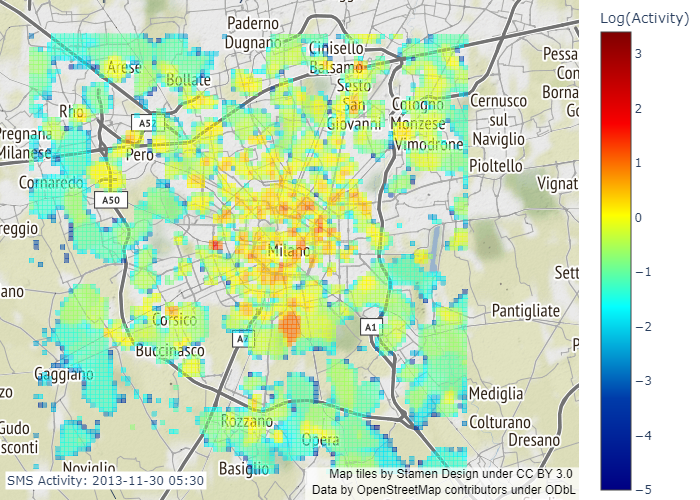 Paderno
Dugnano
Cinisello
Balsamo
Sesto
San
Giovanni
Arese
Bollate
Rho
A52
Pero
Pregnana
Milanese
Cornaredo
A50
reggio
Cologno
Monzese
Vimodrone
Cernusco
sul
Naviglio
Pioltello
Pessa
Con
Borna
Go
Vignat
Milano
Sett
ano
Pantigliate
Corsico
A7
A1
Buccinasco
P
Gaggiano
zo
Gudo
sconti
Mediglia
Colturano
Dresano
Rozzano
Opera
Noviglio
Basiglio
SMS Activity: 2013-11-30 05:30
Map tiles by Stamen Design under CC BY 3.0
Data by OpenStreetMap contributors under ODbL
Log(Activity)
3
2
1
0
−1
−2
−3
−4
−5